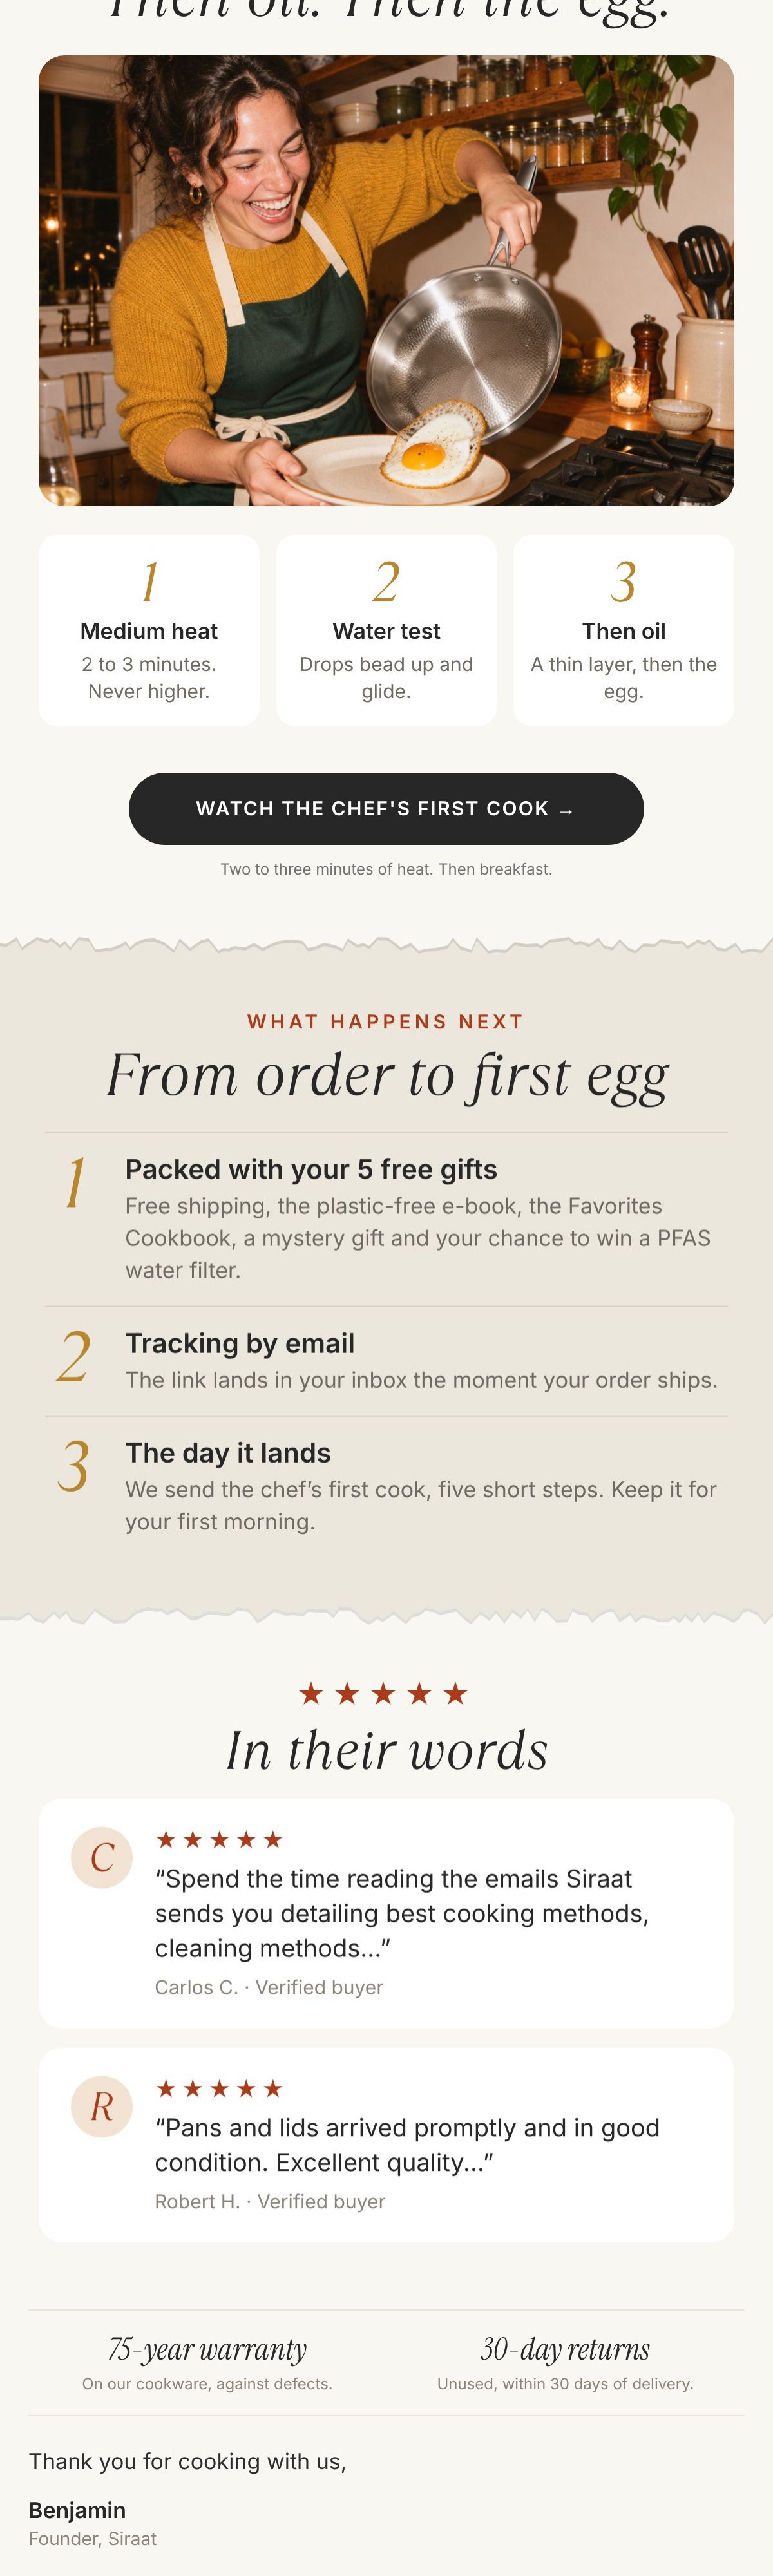 Then oil. Then the egg.
1
Medium heat
2 to 3 minutes.
Never higher.
2
Water test
Drops bead up and
glide.
3
Then oil
A thin layer, then the
egg.
WATCH THE CHEF'S FIRST COOK →
Two to three minutes of heat. Then breakfast.
WHAT HAPPENS NEXT
From order to first egg
1
Packed with your 5 free gifts
Free shipping, the plastic-free e-book, the Favorites
Cookbook, a mystery gift and your chance to win a PFAS
water filter.
2
Tracking by email
The link lands in your inbox the moment your order ships.
3
The day it lands
We send the chef’s first cook, five short steps. Keep it for
your first morning.
★★★★★
In their words
C
★★★★★
“Spend the time reading the emails Siraat
sends you detailing best cooking methods,
cleaning methods...”
Carlos C. · Verified buyer
R
★★★★★
“Pans and lids arrived promptly and in good
condition. Excellent quality...”
Robert H. · Verified buyer
75-year warranty
On our cookware, against defects.
30-day returns
Unused, within 30 days of delivery.
Thank you for cooking with us,
Benjamin
Founder, Siraat